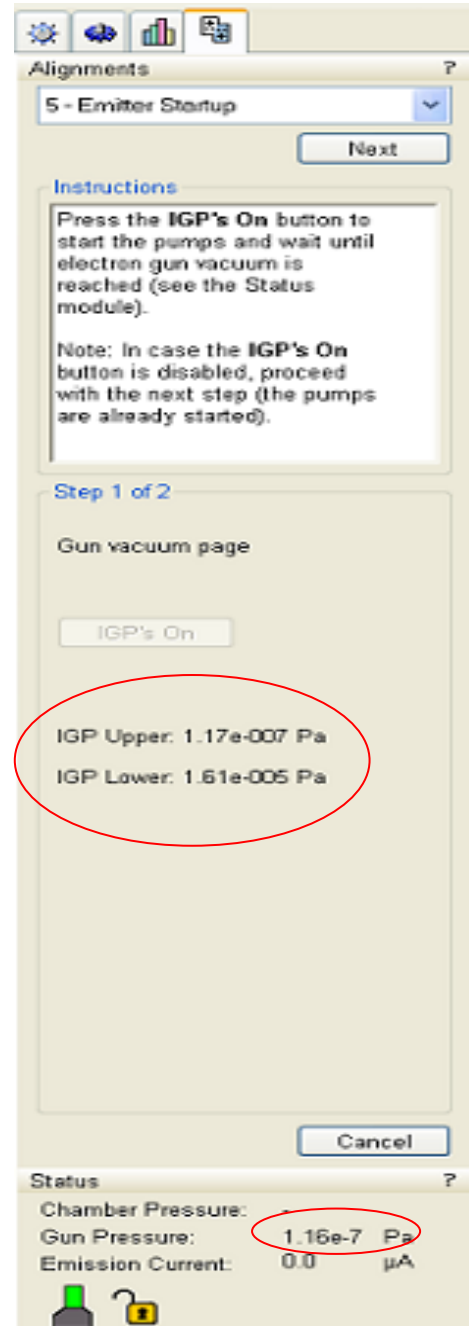 Alignments ?
5 - Emitter Startup
Next
Instructions
Press the IGP's On button to
start the pumps and wait until
electron gun vacuum is
reached (see the Status
module).
Note: In case the IGP's On
button is disabled, proceed
with the next step (the pumps
are already started).
Step 1 of 2
Gun vacuum page
IGP's On
IGP Upper: 1.17e-007 Pa
IGP Lower: 1.61e-005 Pa
Cancel
Status ?
Chamber Pressure: -
Gun Pressure: 1.16e-7 Pa
Emission Current: 0.0 µA